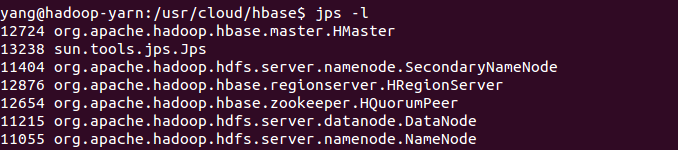 yang@hadoop-yarn:/usr/cloud/hbase$ jps -l
12724 org.apache.hadoop.hbase.master.HMaster
13238 sun.tools.jps.Jps
11404 org.apache.hadoop.hdfs.server.namenode.SecondaryNameNode
12876 org.apache.hadoop.hbase.regionserver.HRegionServer
12654 org.apache.hadoop.hbase.zookeeper.HQuorumPeer
11215 org.apache.hadoop.hdfs.server.datanode.DataNode
11055 org.apache.hadoop.hdfs.server.namenode.NameNode